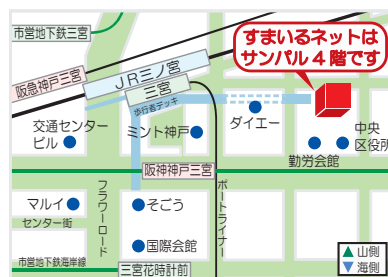 市営地下鉄三宮
すまいるネットは
サンパル4階です
阪急神戸三宮
JR三ノ宮
三宮
歩行者デッキ
交通センター
ビル
ミント神戸
ダイエー
中央
区役所
勤労会館
阪神神戸三宮
マルイ
センター街
フラワーロード
そごう
国際会館
ポートライナー
市営地下鉄海岸線
三宮花時計前
▲山側
▼海側